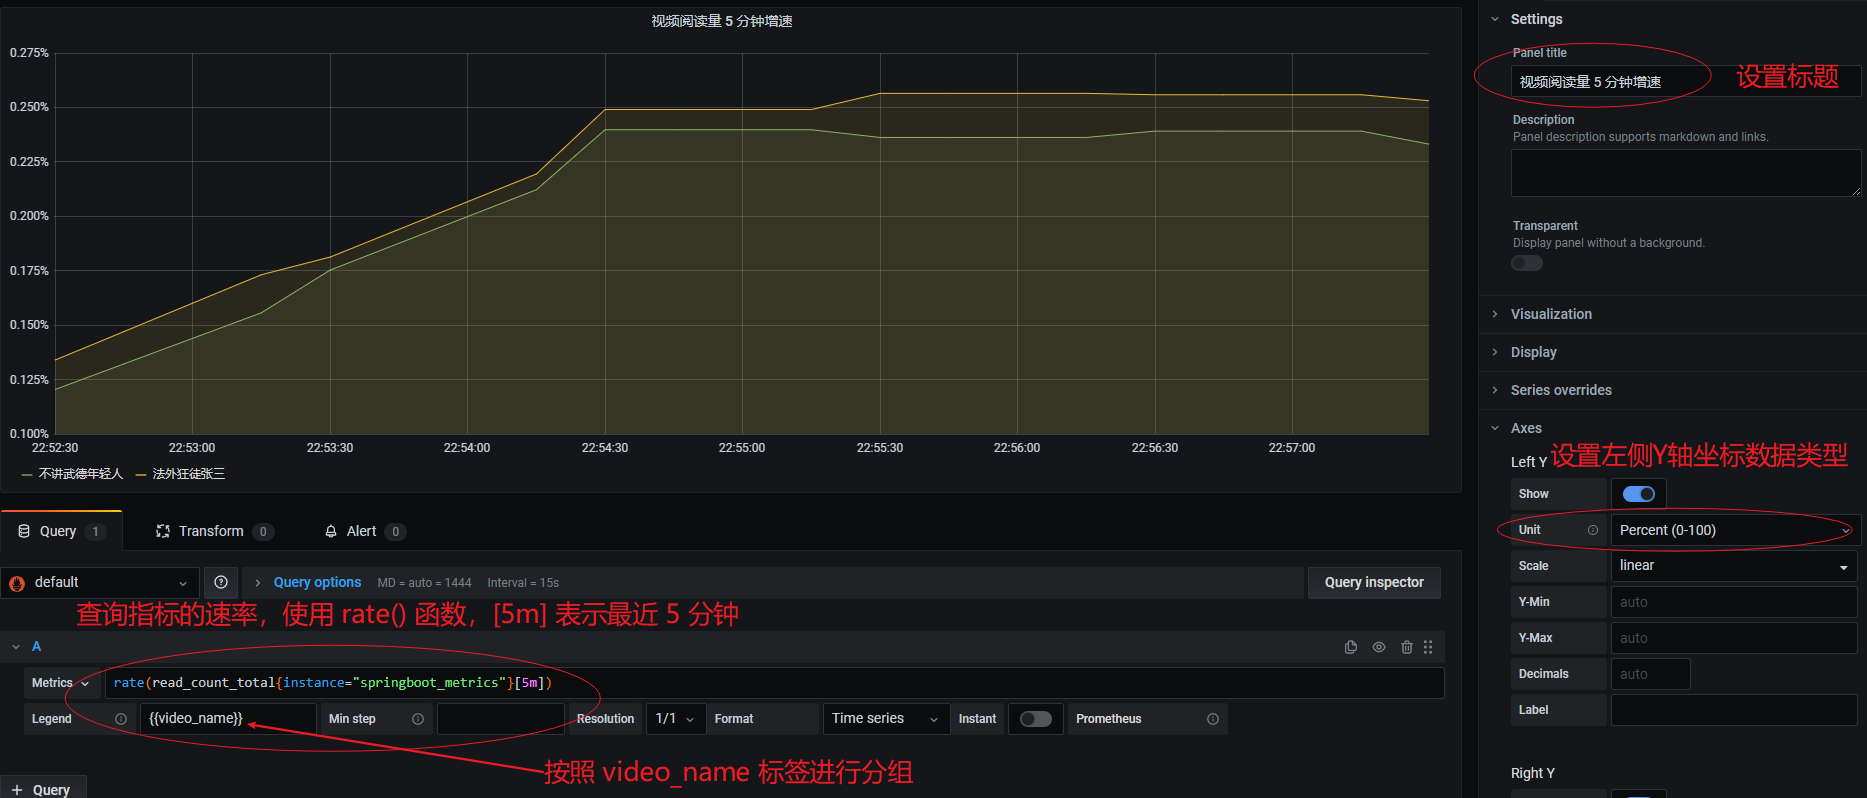 视频阅读量 5 分钟增速
0.275%
0.250%
0.225%
0.200%
0.175%
0.150%
0.125%
0.100%
22:52:30 22:53:00 22:53:30 22:54:00 22:54:30 22:55:00 22:55:30 22:56:00 22:56:30 22:57:00
不讲武德年轻人 法外狂徒张三
Query 1 Transform 0 Alert 0
default Query options MD = auto = 1444 Interval = 15s Query inspector
查询指标的速率，使用 rate() 函数，[5m] 表示最近 5 分钟
A
Metrics rate(read_count_total{instance="springboot_metrics"}[5m])
Legend {{video_name}} Min step Resolution 1/1 Format Time series Instant Prometheus
按照 video_name 标签进行分组
+ Query
Settings
Panel title
视频阅读量 5 分钟增速 设置标题
Description
Panel description supports markdown and links.
Transparent
Display panel without a background.
Visualization
Display
Series overrides
Axes
Left Y 设置左侧Y轴坐标数据类型
Show
Unit Percent (0-100)
Scale linear
Y-Min auto
Y-Max auto
Decimals auto
Label
Right Y